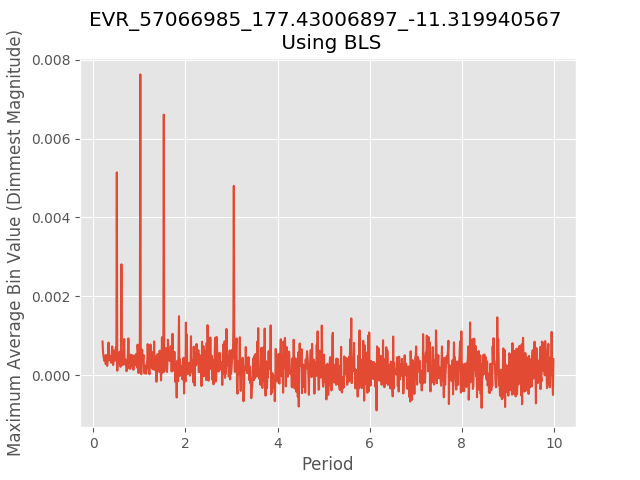 EVR_57066985_177.43006897_-11.319940567
Using BLS
Maximum Average Bin Value (Dimmest Magnitude)
0.008
0.006
0.004
0.002
0.000
0
2
4
6
8
10
Period